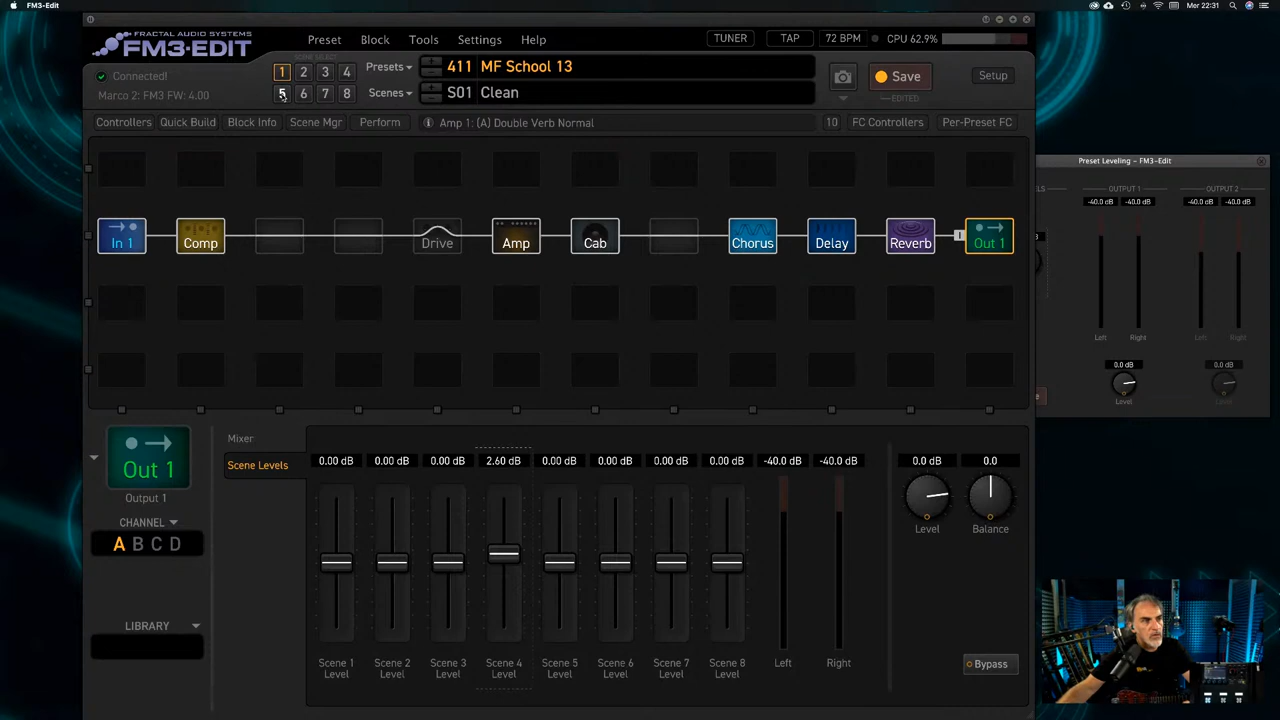 FM3-Edit
Mer 22:31
FRACTAL AUDIO SYSTEMS
FM3-EDIT
Preset Block Tools Settings Help
TUNER TAP 72 BPM CPU 62.9%
Connected!
Marco 2: FM3 FW: 4.00
SCENE SELECT
1 2 3 4
5 6 7 8
Presets 411 MF School 13
Scenes S01 Clean
Save
EDITED
Setup
Controllers Quick Build Block Info Scene Mgr Perform
Amp 1: (A) Double Verb Normal
10 FC Controllers Per-Preset FC
In 1 Comp Drive Amp Cab Chorus Delay Reverb Out 1
Preset Leveling - FM3-Edit
OUTPUT 1 OUTPUT 2
-40.0 dB -40.0 dB -40.0 dB -40.0 dB
Left Right Left Right
0.0 dB 0.0 dB
Level Level
Out 1
Output 1
CHANNEL
A B C D
LIBRARY
Mixer
Scene Levels
0.00 dB 0.00 dB 0.00 dB 2.60 dB 0.00 dB 0.00 dB 0.00 dB 0.00 dB -40.0 dB -40.0 dB
Scene 1 Level
Scene 2 Level
Scene 3 Level
Scene 4 Level
Scene 5 Level
Scene 6 Level
Scene 7 Level
Scene 8 Level
Left
Right
0.0 dB 0.0
Level Balance
Bypass